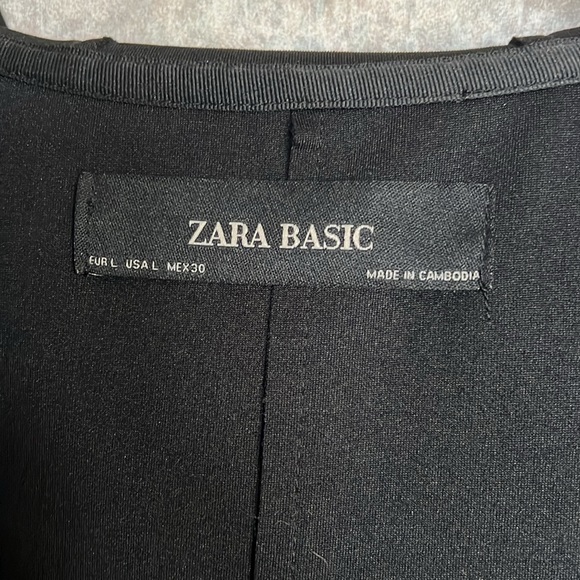 ZARA BASIC
EUR L USA L MEX 30 MADE IN CAMBODIA